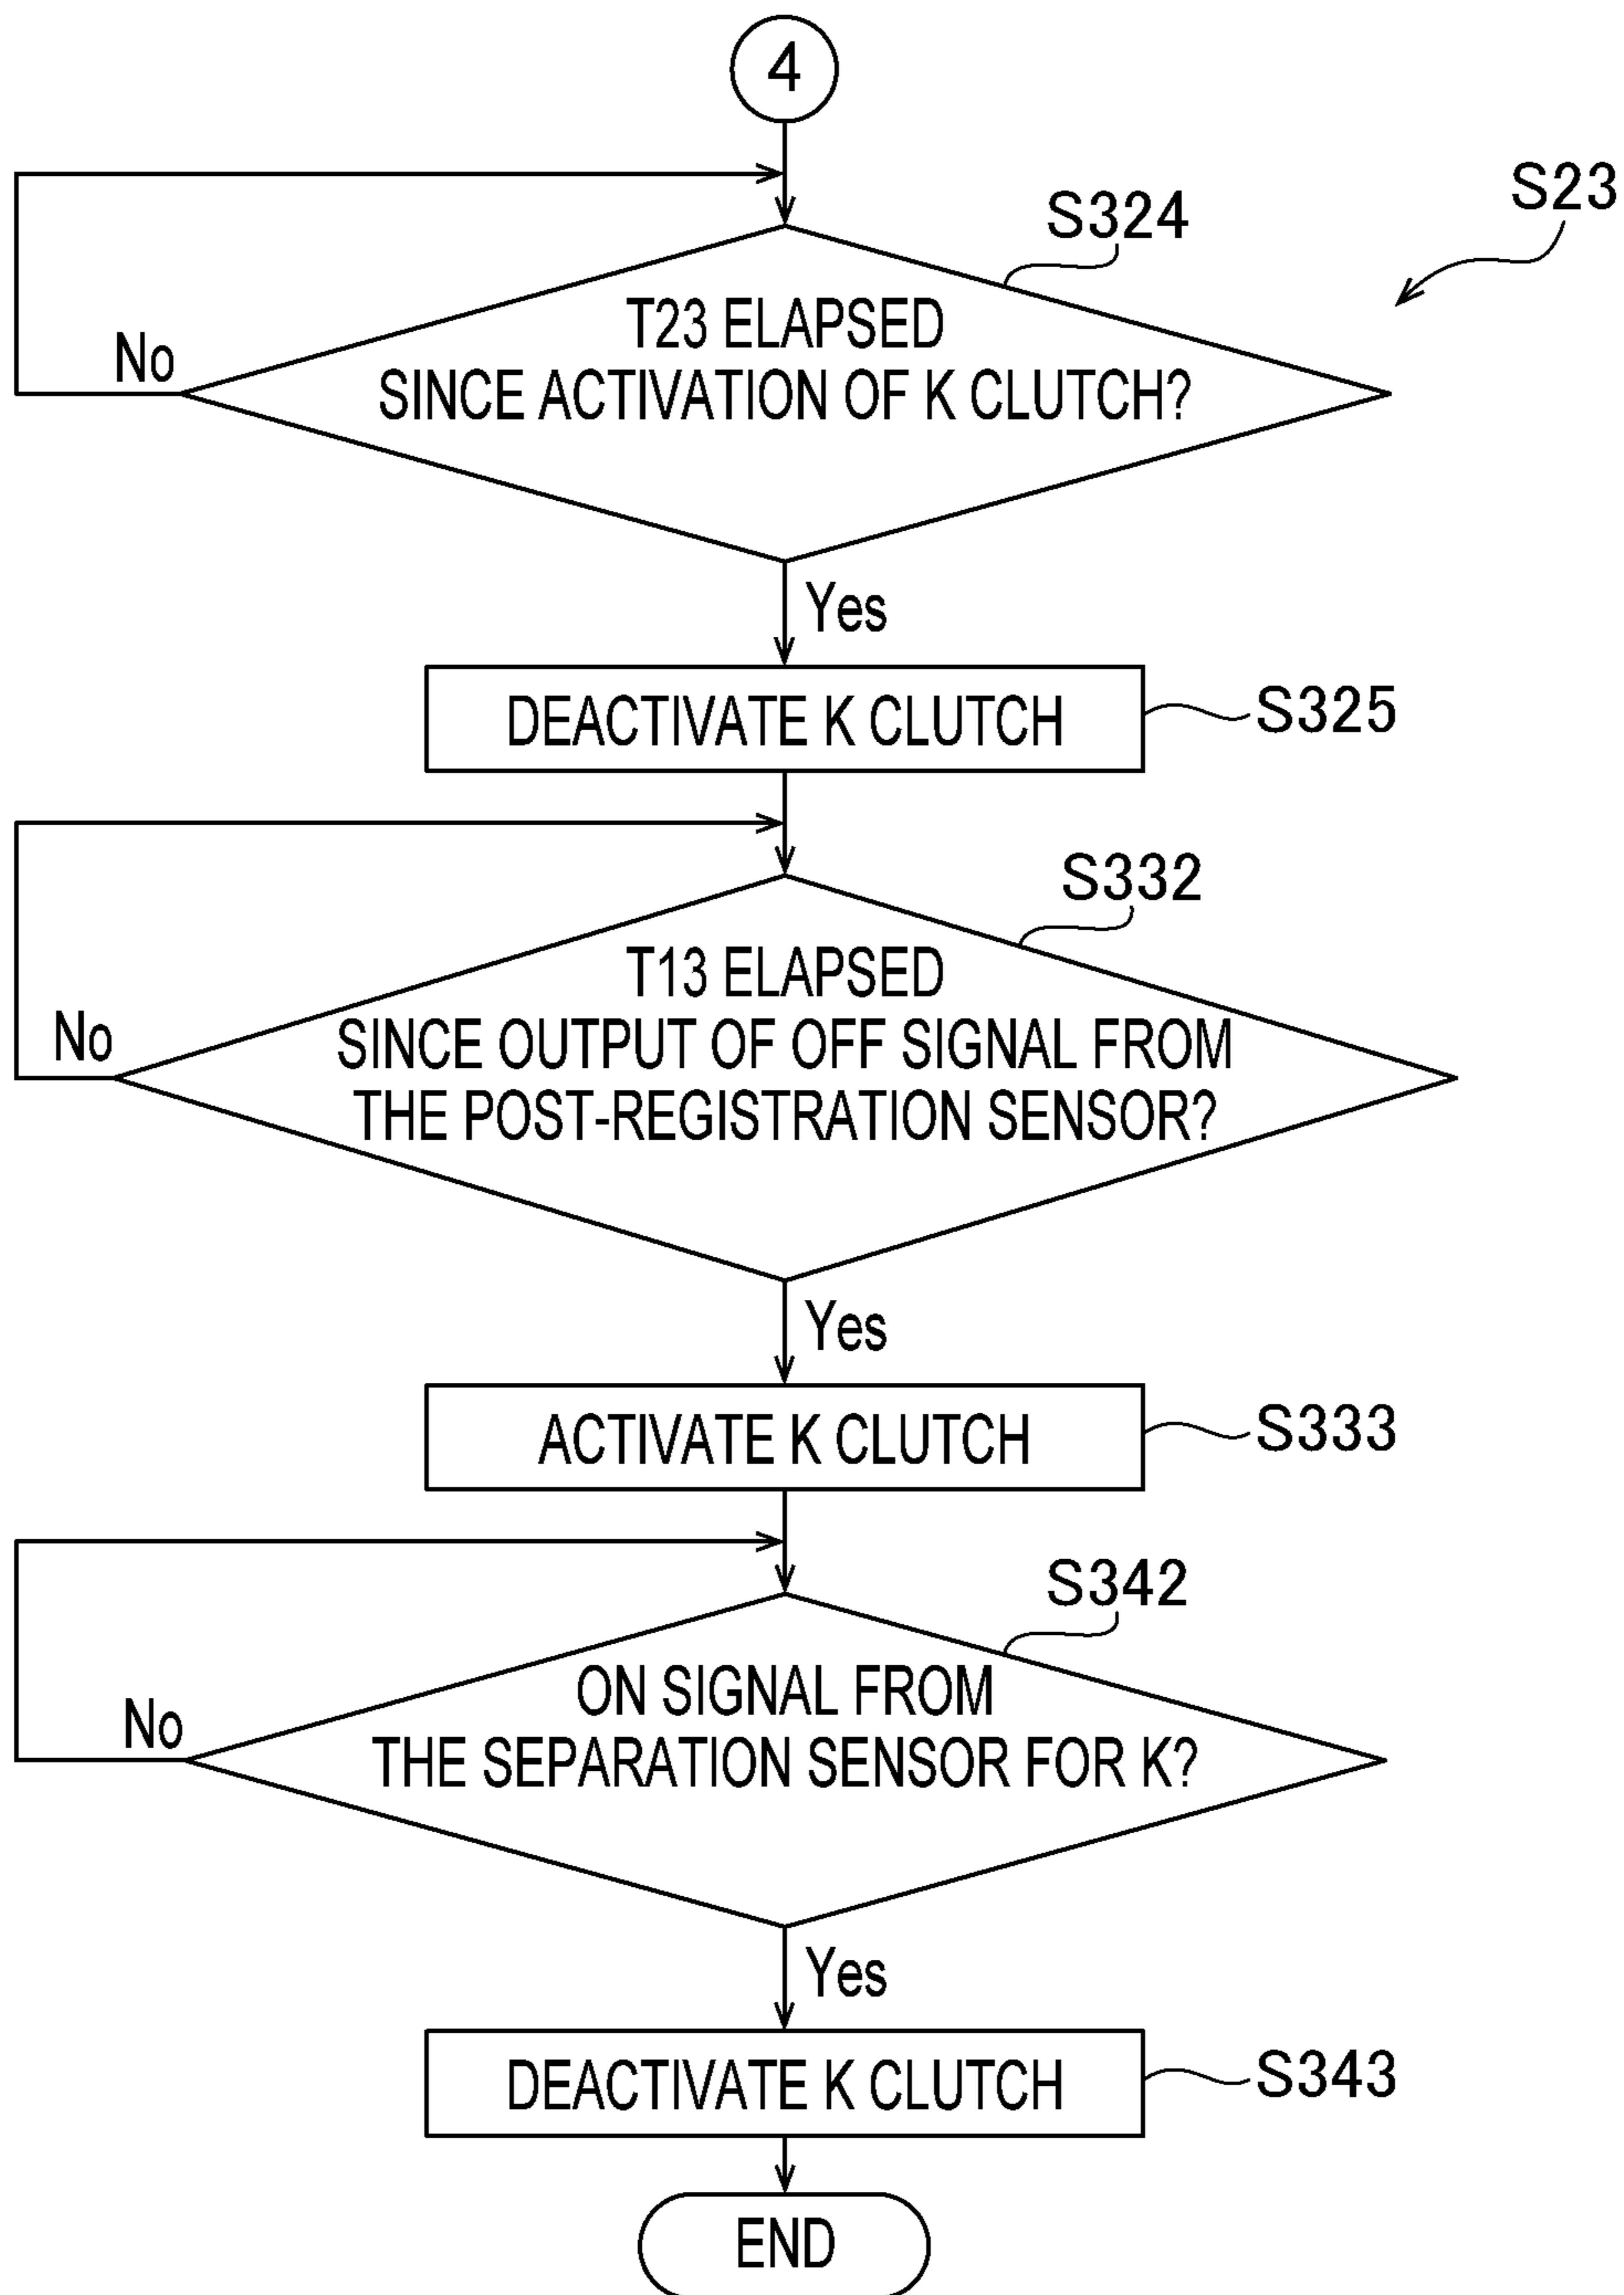 4
S23
S324
T23 ELAPSED
SINCE ACTIVATION OF K CLUTCH?
No
Yes
DEACTIVATE K CLUTCH
S325
S332
T13 ELAPSED
SINCE OUTPUT OF OFF SIGNAL FROM
THE POST-REGISTRATION SENSOR?
No
Yes
ACTIVATE K CLUTCH
S333
S342
ON SIGNAL FROM
THE SEPARATION SENSOR FOR K?
No
Yes
DEACTIVATE K CLUTCH
S343
END